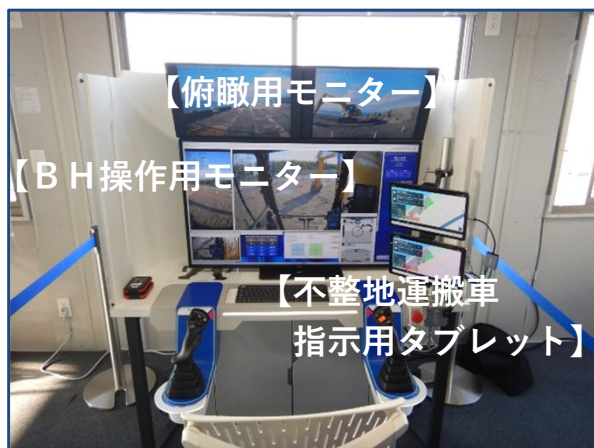 【俯瞰用モニター】
【ＢＨ操作用モニター】
【不整地運搬車
指示用タブレット】